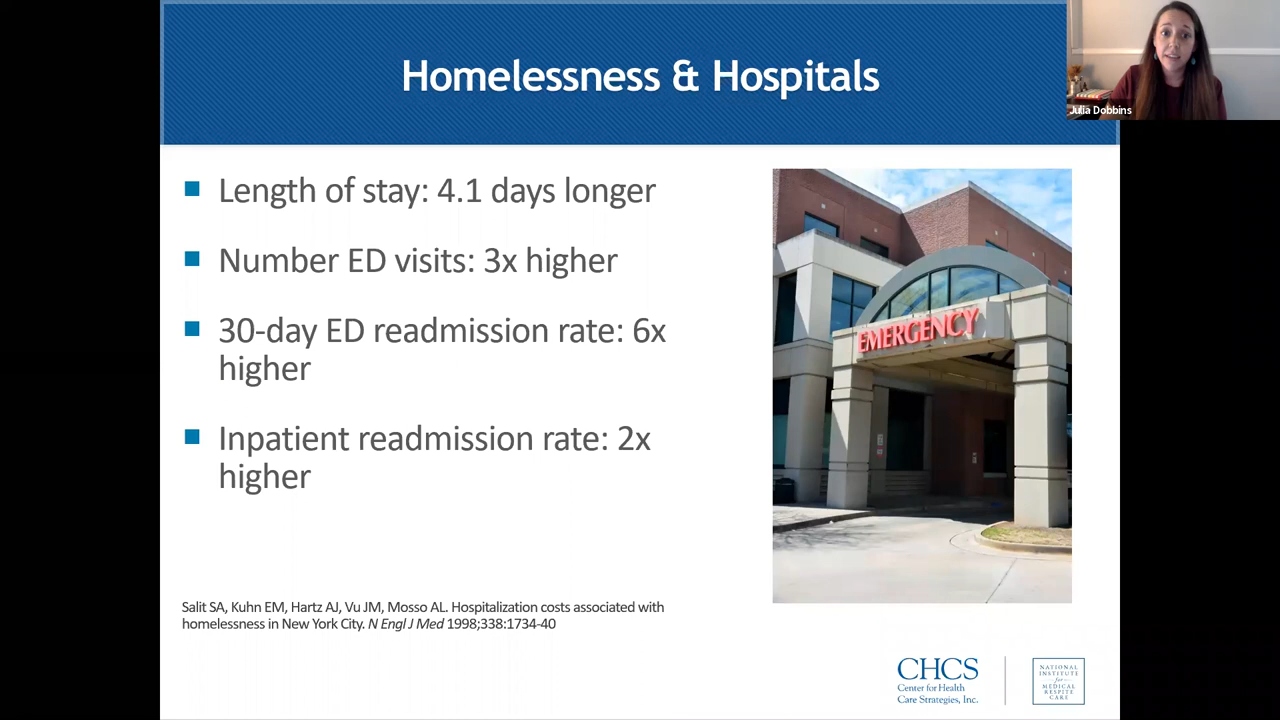 Homelessness & Hospitals
Julia Dobbins
Length of stay: 4.1 days longer
Number ED visits: 3x higher
30-day ED readmission rate: 6x
higher
Inpatient readmission rate: 2x
higher
EMERGENCY
Salit SA, Kuhn EM, Hartz AJ, Vu JM, Mosso AL. Hospitalization costs associated with
homelessness in New York City. N Engl J Med 1998;338:1734-40
CHCS
Center for Health
Care Strategies, Inc.
NATIONAL
INSTITUTE
for
MEDICAL
RESPITE
CARE